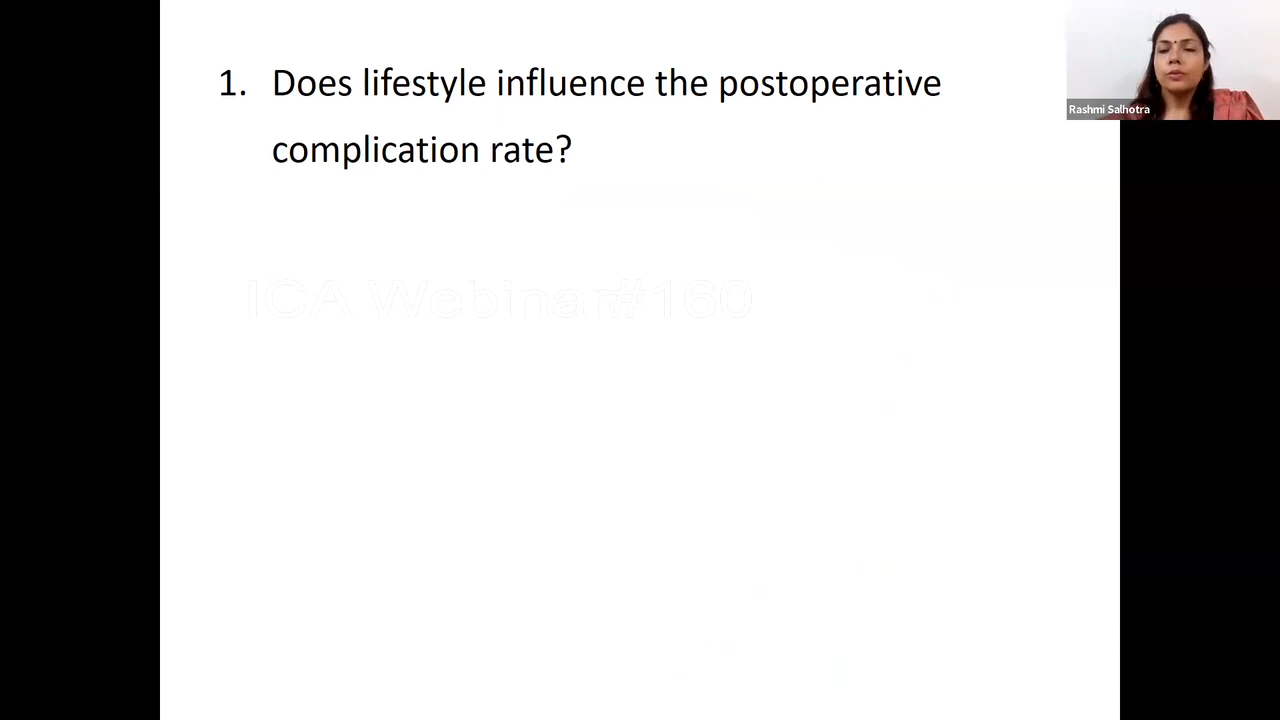 1. Does lifestyle influence the postoperative
complication rate?
Rashmi Salhotra
ICA Webinar#160